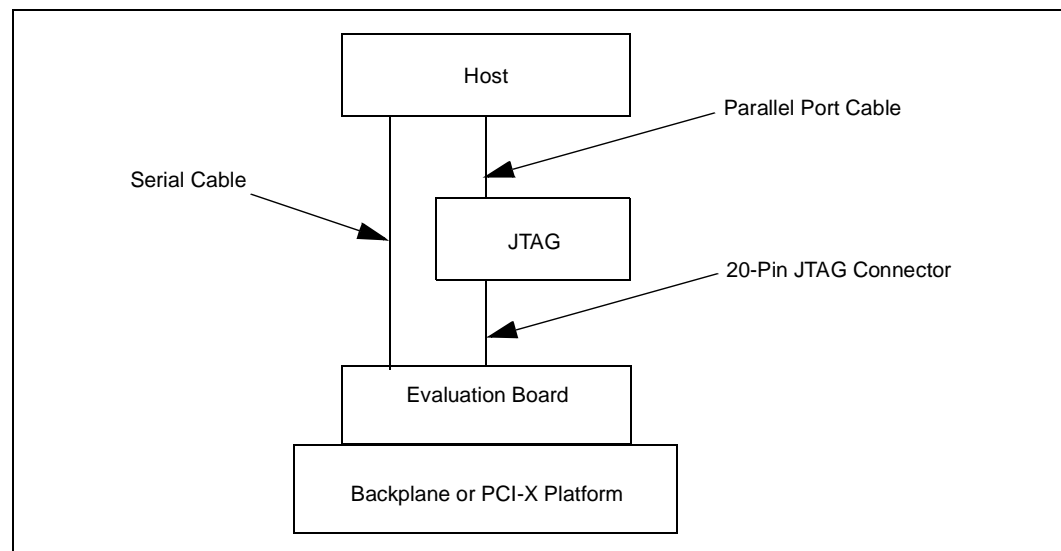 Host
Parallel Port Cable
Serial Cable
JTAG
20-Pin JTAG Connector
Evaluation Board
Backplane or PCI-X Platform